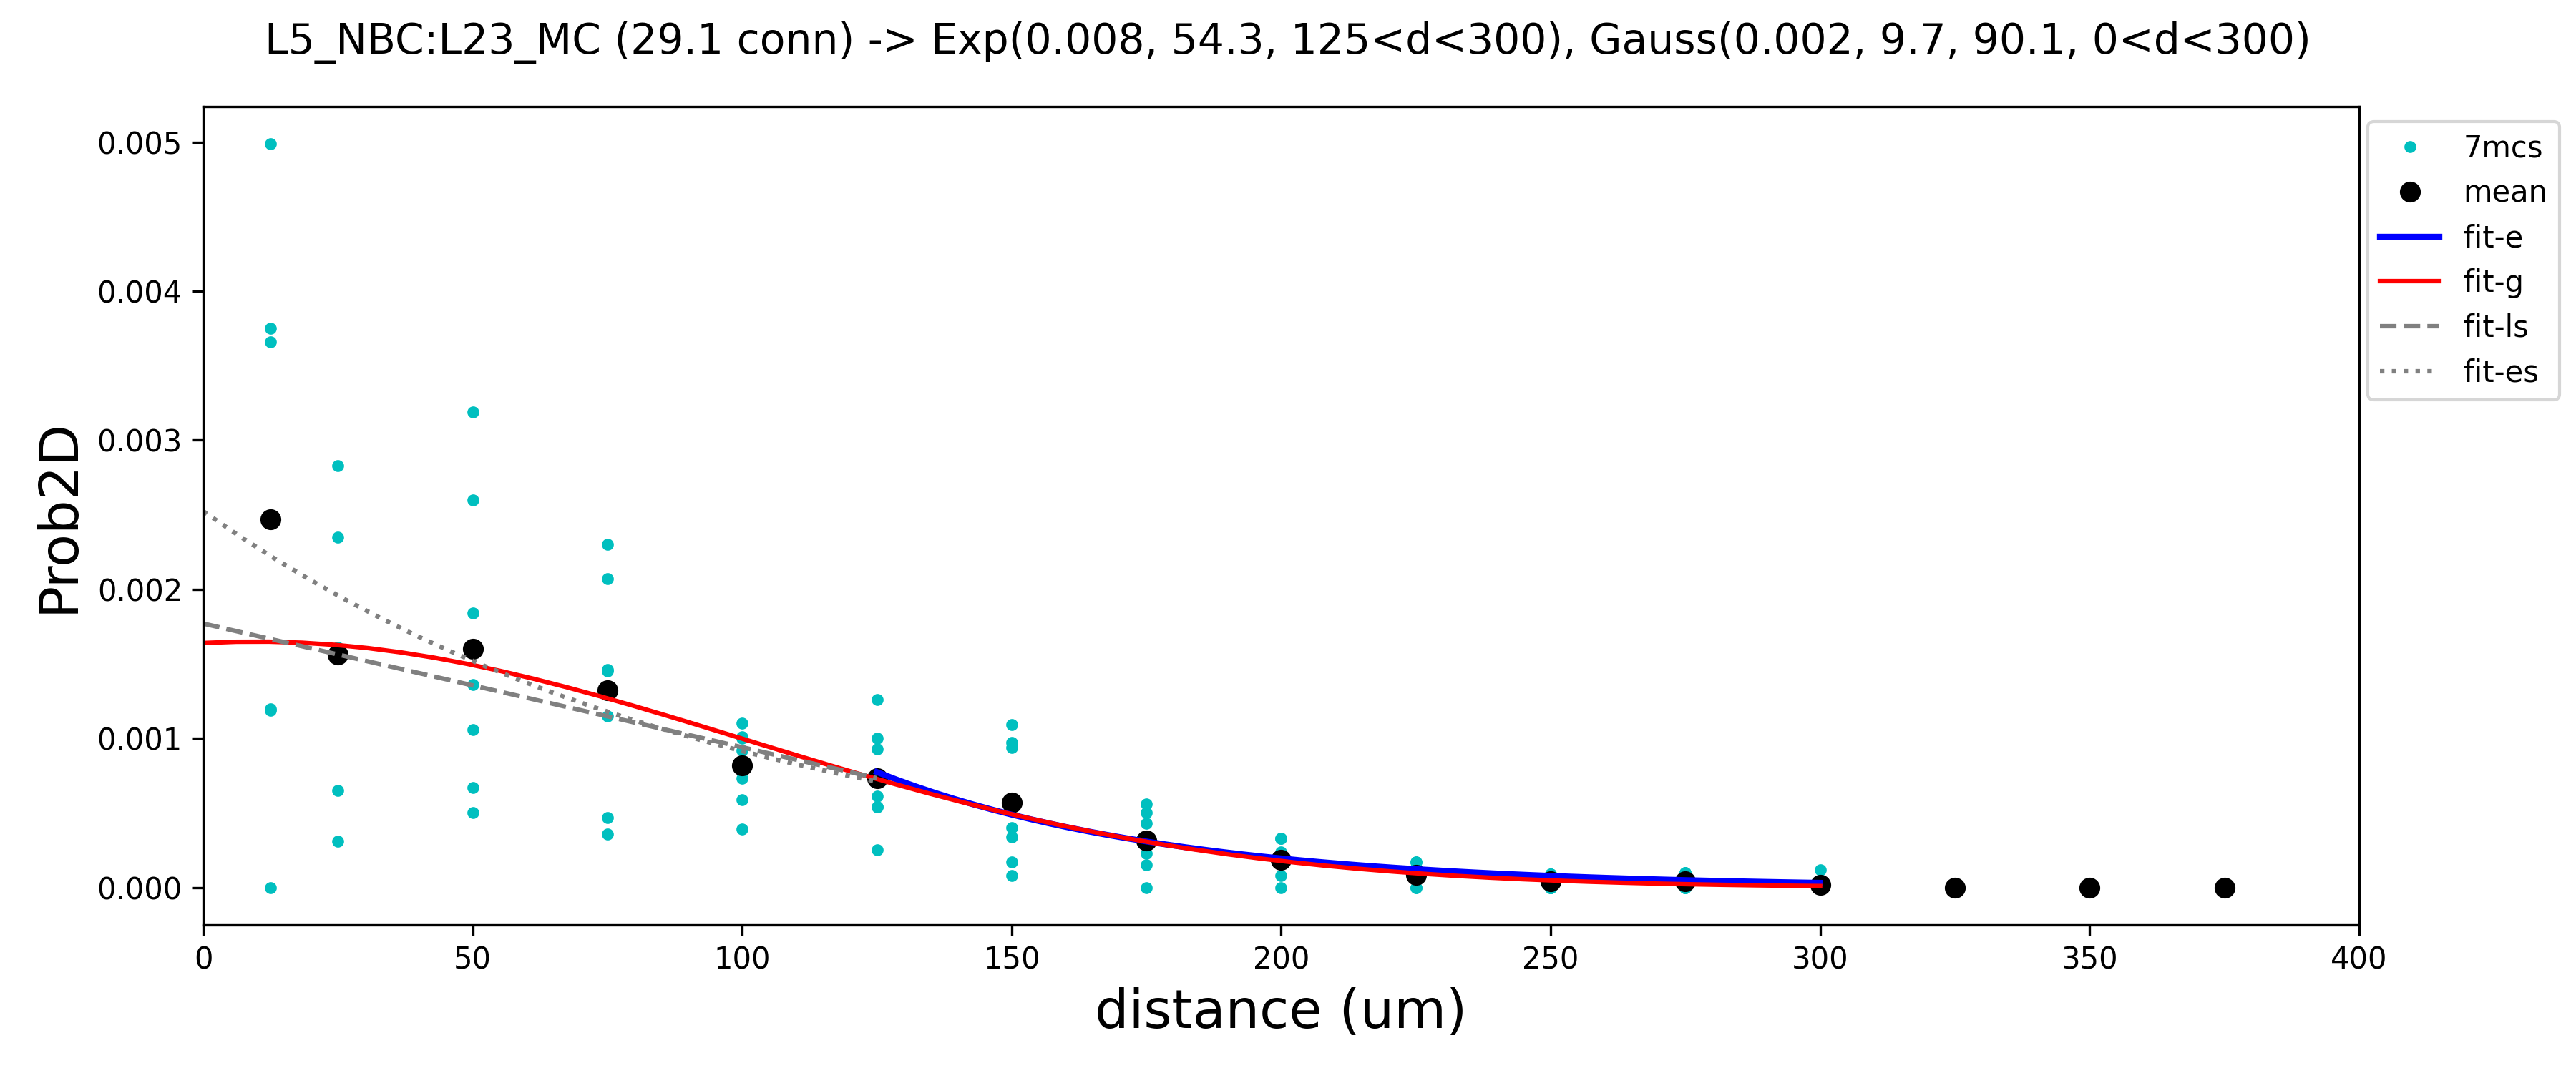 L5_NBC:L23_MC (29.1 conn) -> Exp(0.008, 54.3, 125<d<300), Gauss(0.002, 9.7, 90.1, 0<d<300)
0.005
0.004
0.003
0.002
0.001
0.000
Prob2D
0 50 100 150 200 250 300 350 400
distance (um)
7mcs
mean
fit-e
fit-g
fit-ls
fit-es